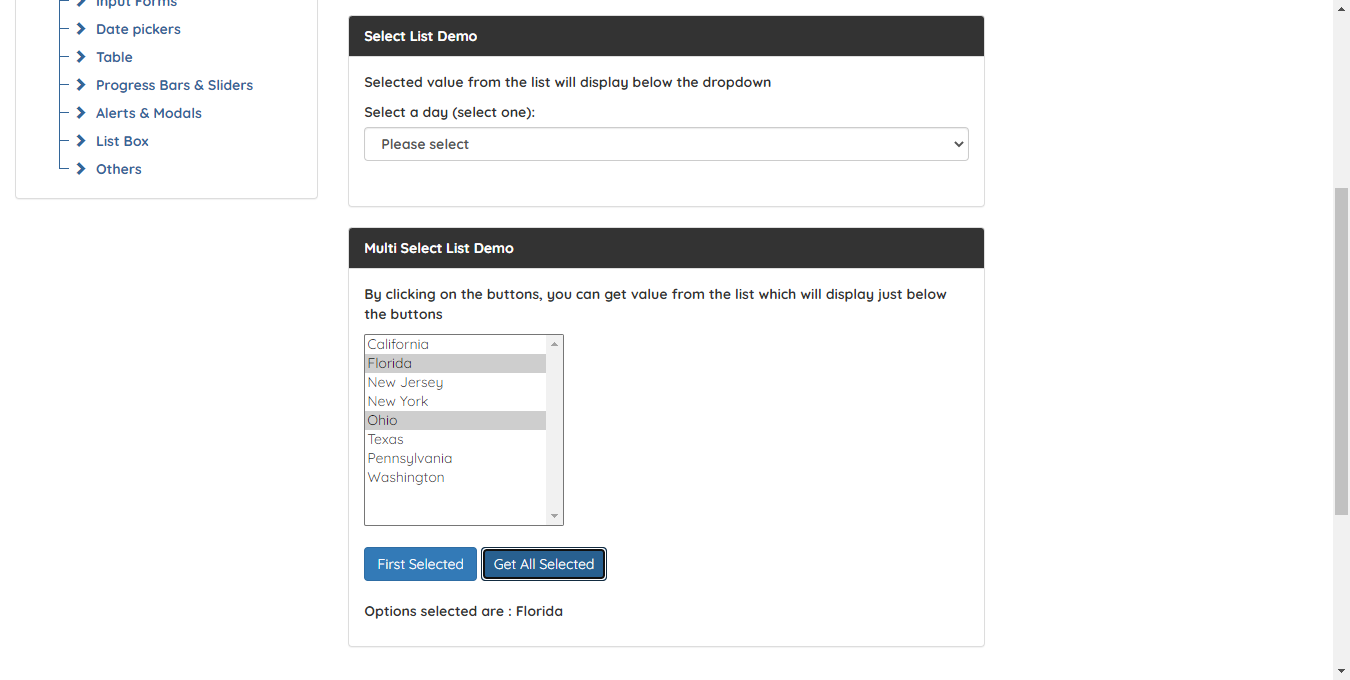 Input Forms
Date pickers
Table
Progress Bars & Sliders
Alerts & Modals
List Box
Others
Select List Demo
Selected value from the list will display below the dropdown
Select a day (select one):
Please select
Multi Select List Demo
By clicking on the buttons, you can get value from the list which will display just below
the buttons
California
Florida
New Jersey
New York
Ohio
Texas
Pennsylvania
Washington
First Selected Get All Selected
Options selected are : Florida